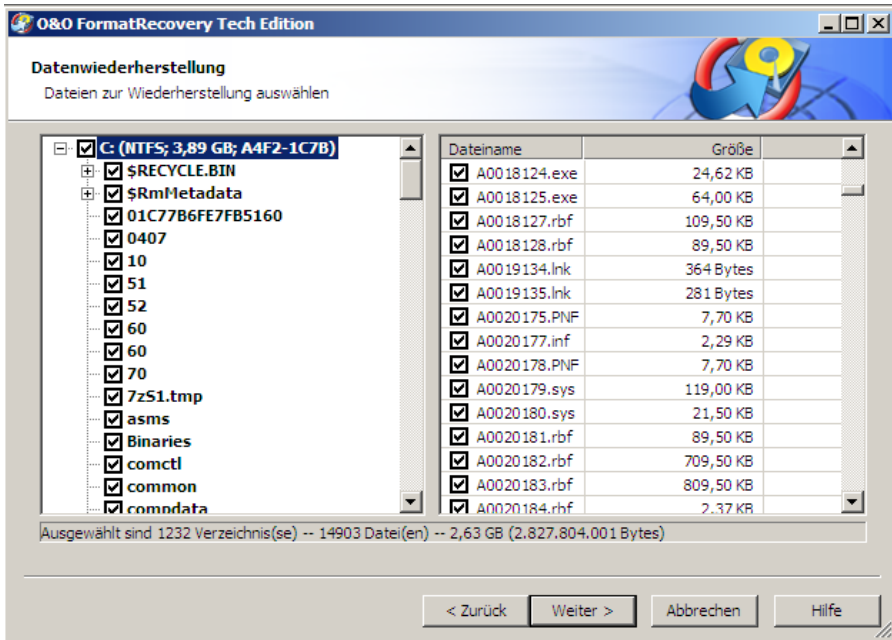 O&O FormatRecovery Tech Edition
Datenwiederherstellung
Dateien zur Wiederherstellung auswählen
C: (NTFS; 3,89 GB; A4F2-1C7B)
$RECYCLE.BIN
$RmMetadata
01C77B6FE7FB5160
0407
10
51
52
60
60
70
7zS1.tmp
asms
Binaries
comctl
common
compdata
Dateiname Größe
A0018124.exe 24,62 KB
A0018125.exe 64,00 KB
A0018127.rbf 109,50 KB
A0018128.rbf 89,50 KB
A0019134.lnk 364 Bytes
A0019135.lnk 281 Bytes
A0020175.PNF 7,70 KB
A0020177.inf 2,29 KB
A0020178.PNF 7,70 KB
A0020179.sys 119,00 KB
A0020180.sys 21,50 KB
A0020181.rbf 89,50 KB
A0020182.rbf 709,50 KB
A0020183.rbf 809,50 KB
A0020184.rbf 2,37 KB
Ausgewählt sind 1232 Verzeichnis(se) -- 14903 Datei(en) -- 2,63 GB (2.827.804.001 Bytes)
< Zurück Weiter > Abbrechen Hilfe